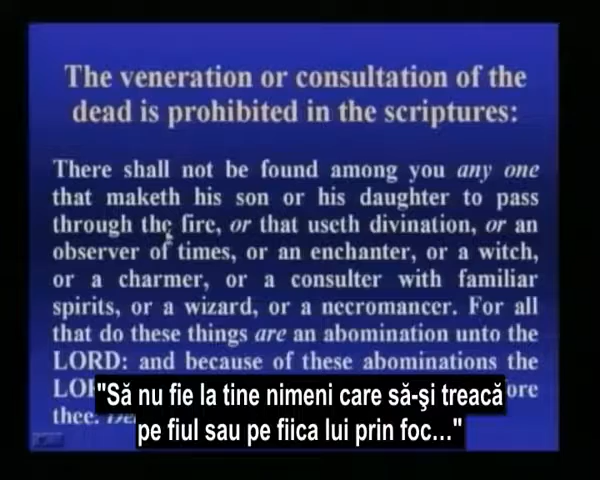 The veneration or consultation of the
dead is prohibited in the scriptures:
There shall not be found among you any one
that maketh his son or his daughter to pass
through the fire, or that useth divination, or an
observer of times, or an enchanter, or a witch,
or a charmer, or a consulter with familiar
spirits, or a wizard, or a necromancer. For all
that do these things are an abomination unto the
LORD: and because of these abominations the
thee.
"Să nu fie la tine nimeni care să-şi treacă
pe fiul sau pe fiica lui prin foc..."